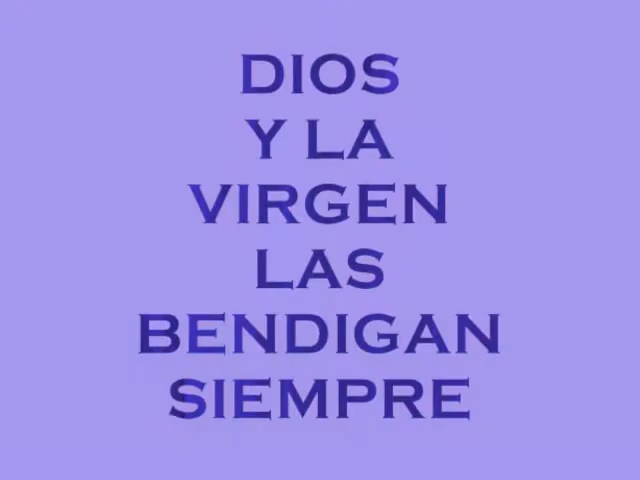 DIOS
Y LA
VIRGEN
LAS
BENDIGAN
SIEMPRE